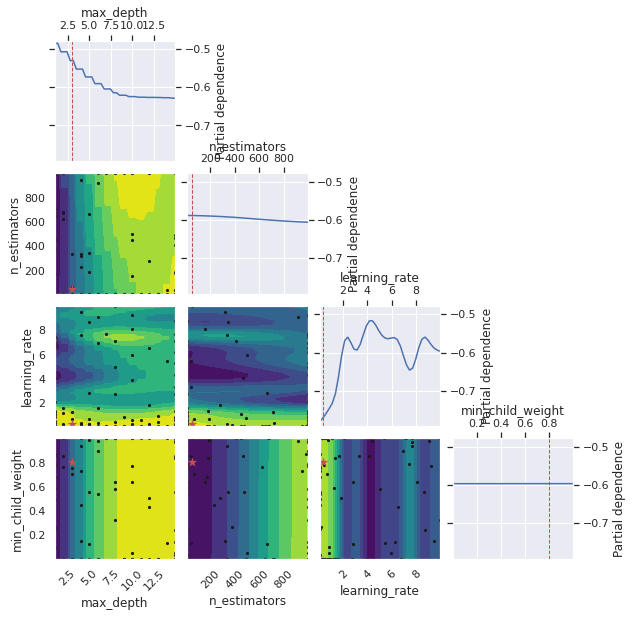 max_depth
2.5 5.0 7.5 10.0 12.5
−0.5
−0.6
−0.7
Partial dependence
n_estimators
200 400 600 800
800
600
400
200
n_estimators
−0.5
−0.6
−0.7
Partial dependence
learning_rate
2 4 6 8
8
6
4
2
learning_rate
−0.5
−0.6
−0.7
Partial dependence
min_child_weight
0.2 0.4 0.6 0.8
0.8
0.6
0.4
0.2
min_child_weight
−0.5
−0.6
−0.7
Partial dependence
2.5 5.0 7.5 10.0 12.5
max_depth
200 400 600 800
n_estimators
2 4 6 8
learning_rate